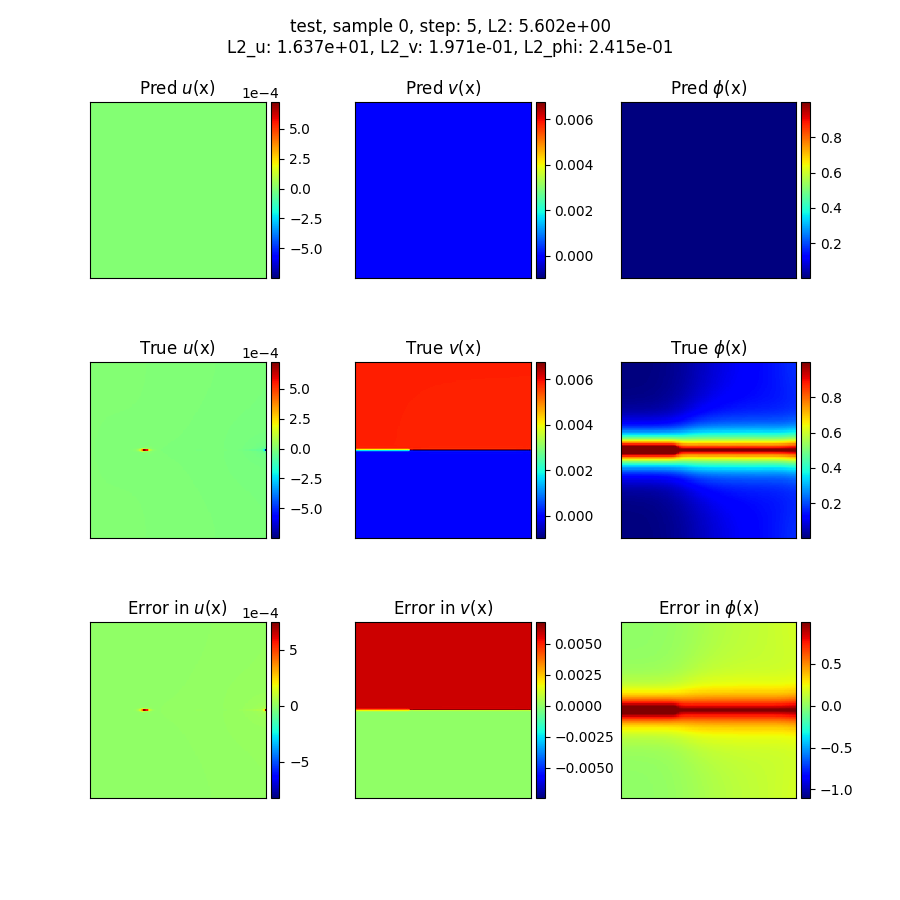 test, sample 0, step: 5, L2: 5.602e+00
L2_u: 1.637e+01, L2_v: 1.971e-01, L2_phi: 2.415e-01
Pred u(x)
1e−4
5.0
2.5
0.0
−2.5
−5.0
Pred v(x)
0.006
0.004
0.002
0.000
Pred ϕ(x)
0.8
0.6
0.4
0.2
True u(x)
1e−4
5.0
2.5
0.0
−2.5
−5.0
True v(x)
0.006
0.004
0.002
0.000
True ϕ(x)
0.8
0.6
0.4
0.2
Error in u(x)
1e−4
5
0
−5
Error in v(x)
0.0050
0.0025
0.0000
−0.0025
−0.0050
Error in ϕ(x)
0.5
0.0
−0.5
−1.0